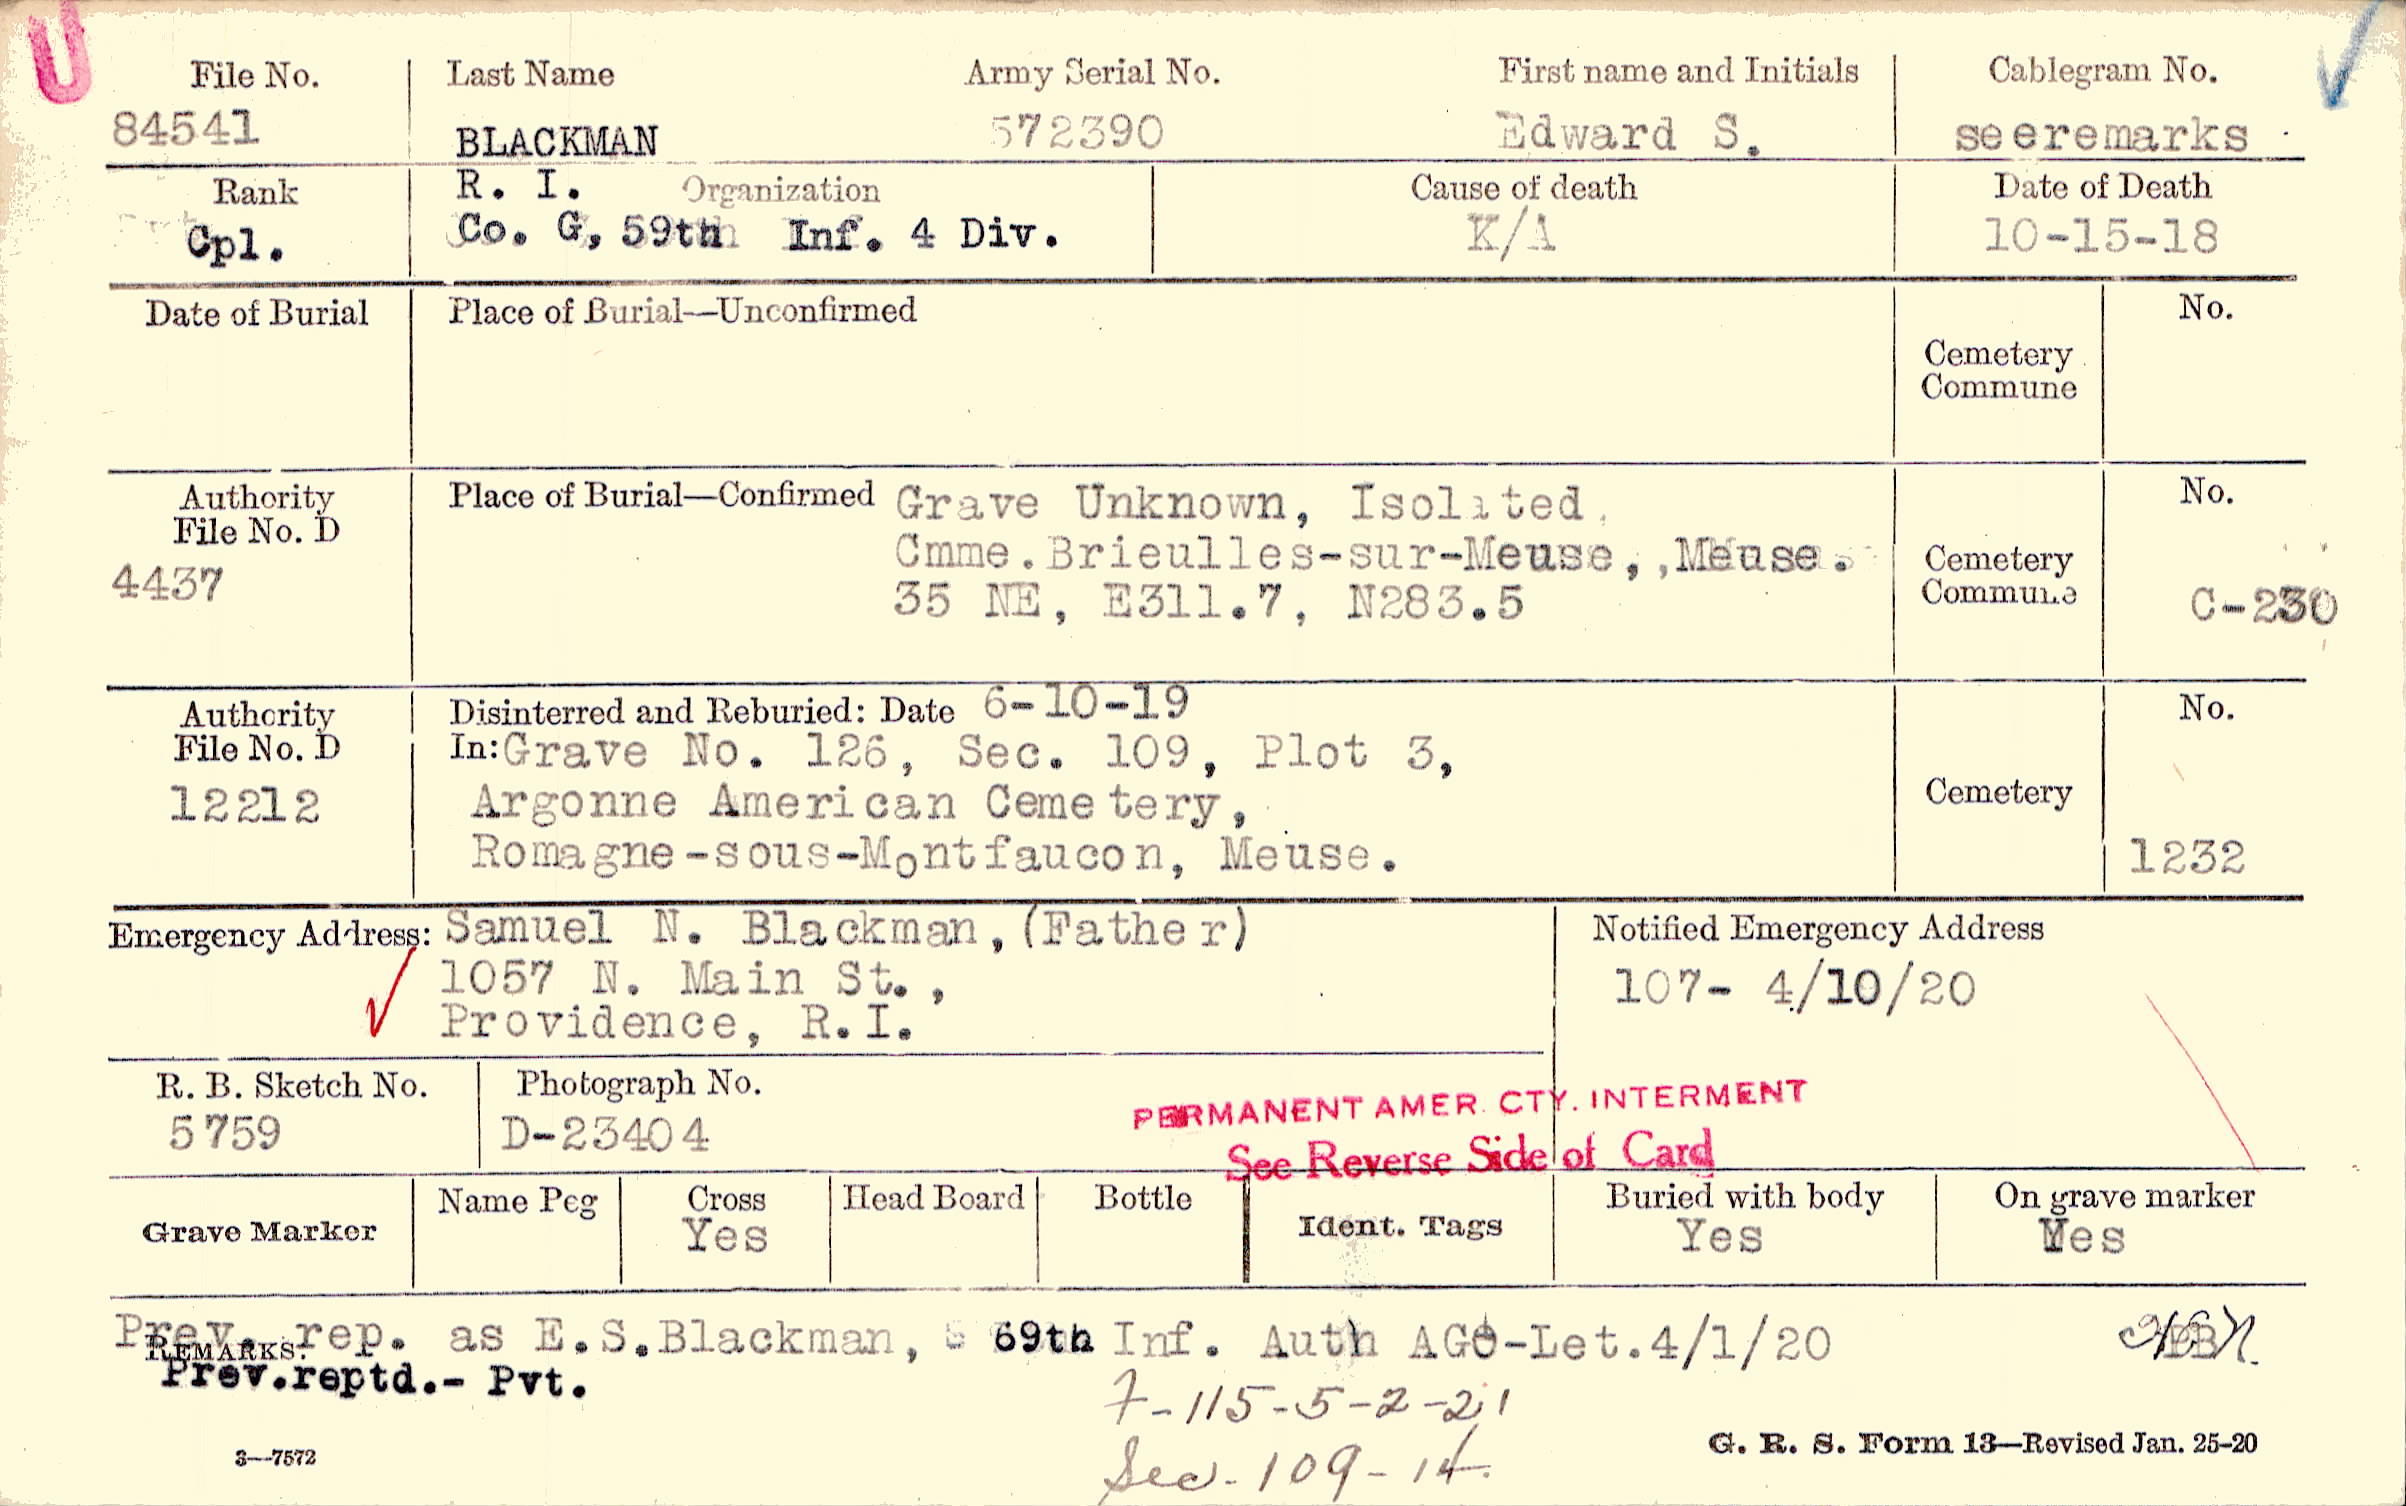 U
File No. Last Name Army Serial No. First name and Initials Cablegram No.
84541 BLACKMAN 572390 Edward S. seeremarks
Rank R. I. Organization Cause of death Date of Death
Cpl. Co. G, 59th Inf. 4 Div. K/A 10-15-18
Date of Burial Place of Burial—Unconfirmed No.
Cemetery
Commune
Authority Place of Burial—Confirmed Grave Unknown, Isolated. No.
File No. D Cmme.Brieulles-sur-Meuse,,Meuse. Cemetery
4437 35 NE, E311.7, N283.5 Commune C-230
Authority Disinterred and Reburied: Date 6-10-19 No.
File No. D In:Grave No. 126, Sec. 109, Plot 3,
12212 Argonne American Cemetery, Cemetery
Romagne-sous-Montfaucon, Meuse. 1232
Emergency Address: Samuel N. Blackman,(Father) Notified Emergency Address
1057 N. Main St., 107- 4/10/20
Providence, R.I.
R. B. Sketch No. Photograph No. PERMANENT AMER. CTY. INTERMENT
5759 D-23404 See Reverse Side of Card
Grave Marker Name Peg Cross Head Board Bottle Ident. Tags Buried with body On grave marker
Yes Yes Yes
Prev. rep. as E.S.Blackman, 69th Inf. Auth AGO-Let.4/1/20
REMARKS:
Prev.reptd.- Pvt.
7-115-5-2-21
Sec. 109-14.
3—7572 G. R. S. Form 13—Revised Jan. 25-20